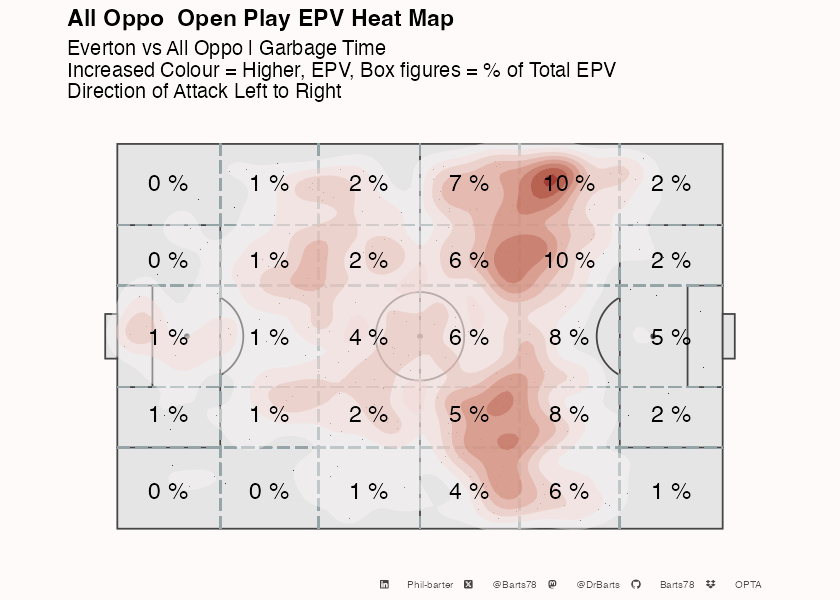 All Oppo  Open Play EPV Heat Map
Everton vs All Oppo | Garbage Time
Increased Colour = Higher, EPV, Box figures = % of Total EPV
Direction of Attack Left to Right
0 % 1 % 2 % 7 % 10 % 2 %
0 % 1 % 2 % 6 % 10 % 2 %
1 % 1 % 4 % 6 % 8 % 5 %
1 % 1 % 2 % 5 % 8 % 2 %
0 % 0 % 1 % 4 % 6 % 1 %
Phil-barter @Barts78 @DrBarts Barts78 OPTA